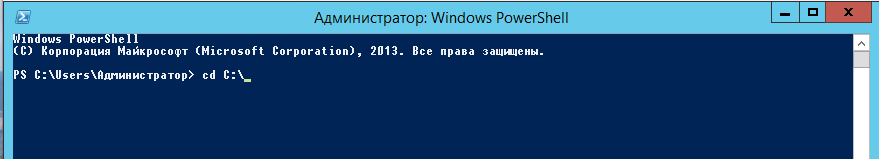 Администратор: Windows PowerShell
Windows PowerShell
(C) Корпорация Майкрософт (Microsoft Corporation), 2013. Все права защищены.
PS C:\Users\Администратор> cd C:\